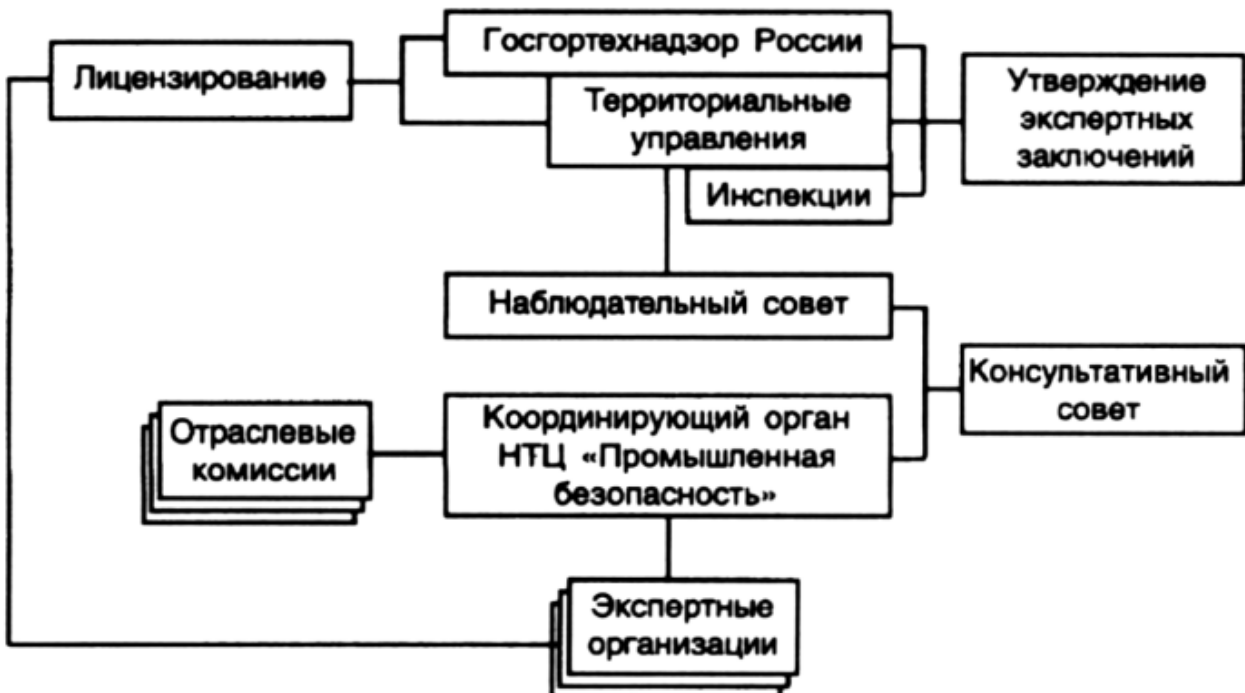 Госгортехнадзор России
Лицензирование
Территориальные
управления
Утверждение
экспертных
заключений
Инспекции
Наблюдательный совет
Консультативный
совет
Отраслевые
комиссии
Координирующий орган
НТЦ «Промышленная
безопасность»
Экспертные
организации